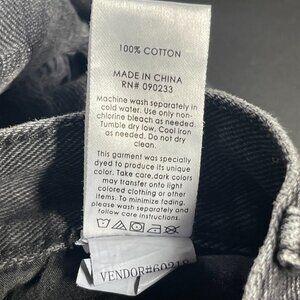 100% COTTON
MADE IN CHINA
RN# 090233
Machine wash separately in
cold water. Use only non-
chlorine bleach as needed.
Tumble dry low. Cool iron
as needed. Do not dry
clean.
This garment was specially
dyed to produce its unique
color. Take care,dark colors
may transfer onto light
colored clothing or other
items. To minimize fading,
please wash and repeatedly
follow care instructions.
VENDOR#60218